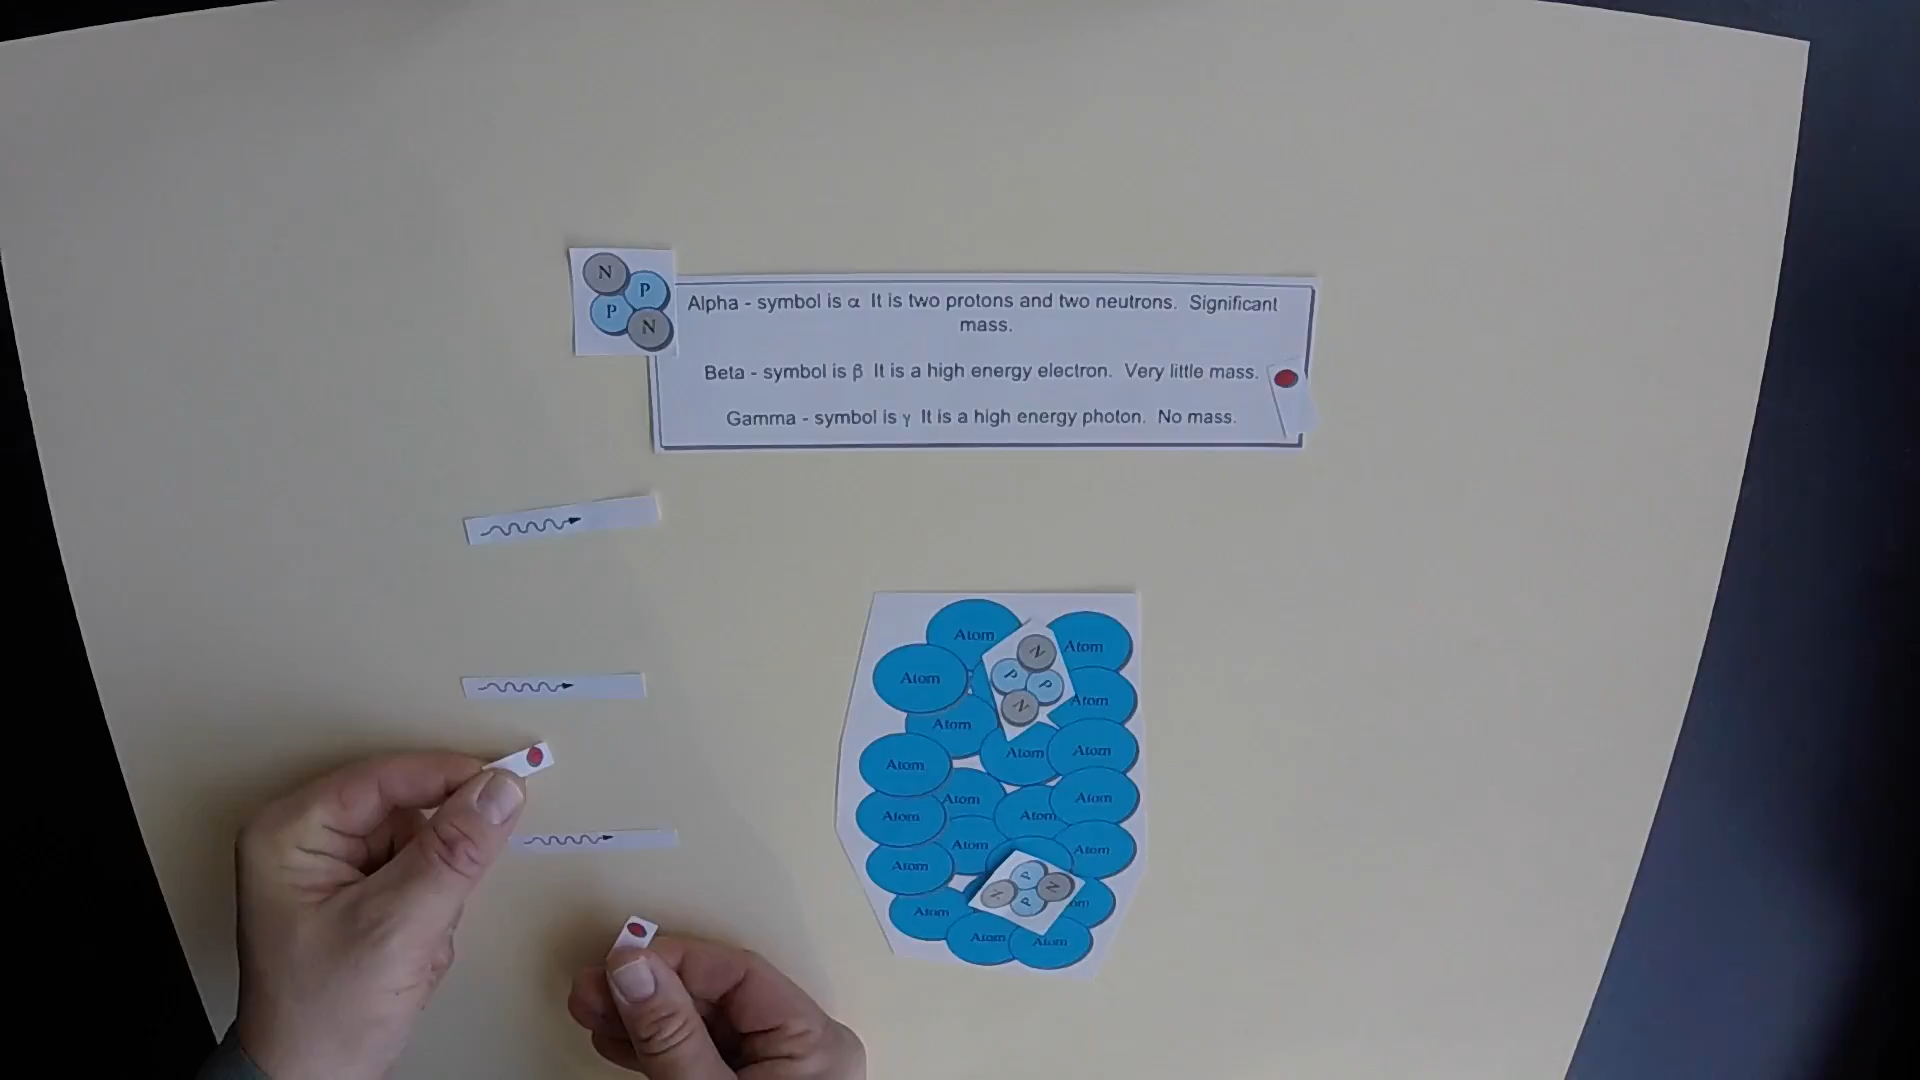 N
P
P
N
Alpha - symbol is α It is two protons and two neutrons. Significant
mass.
Beta - symbol is β It is a high energy electron. Very little mass.
Gamma - symbol is γ It is a high energy photon. No mass.
Atom
N
Atom
Atom
P
P
Atom
N
Atom
Atom
Atom
Atom
Atom
Atom
Atom
Atom
Atom
Atom
Atom
Atom
P
N
N
P
Atom
Atom
Atom